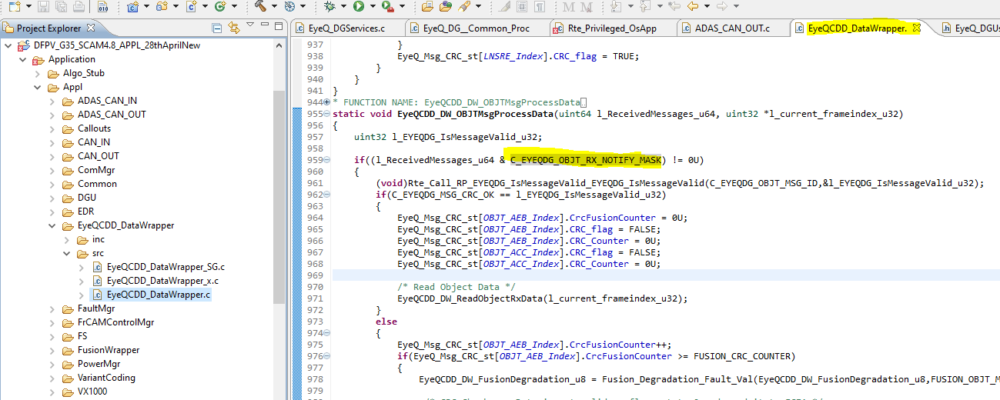 Project Explorer
DFPV_G35_SCAM4.8_APPL_28thAprilNew
Application
Algo_Stub
Appl
ADAS_CAN_IN
ADAS_CAN_OUT
Callouts
CAN_IN
CAN_OUT
ComMgr
Common
DGU
EDR
EyeQCDD_DataWrapper
inc
src
EyeQCDD_DataWrapper_SG.c
EyeQCDD_DataWrapper_x.c
EyeQCDD_DataWrapper.c
FaultMgr
FrCAMControlMgr
FS
FusionWrapper
PowerMgr
VariantCoding
VX1000
EyeQ_DGServices.c
EyeQ_DG__Common_Proc
Rte_Privileged_OsApp
ADAS_CAN_OUT.c
EyeQCDD_DataWrapper.
EyeQ_DGUs
937 }
938 EyeQ_Msg_CRC_st[LNSRE_Index].CRC_flag = TRUE;
939 }
940 }
941 }
944 * FUNCTION NAME: EyeQCDD_DW_OBJTMsgProcessData
955 static void EyeQCDD_DW_OBJTMsgProcessData(uint64 l_ReceivedMessages_u64, uint32 *l_current_frameindex_u32)
956 {
957 uint32 l_EYEQDG_IsMessageValid_u32;
958
959 if((l_ReceivedMessages_u64 & C_EYEQDG_OBJT_RX_NOTIFY_MASK) != 0U)
960 {
961 (void)Rte_Call_RP_EYEQDG_IsMessageValid_EYEQDG_IsMessageValid(C_EYEQDG_OBJT_MSG_ID,&l_EYEQDG_IsMessageValid_u32);
962 if(C_EYEQDG_MSG_CRC_OK == l_EYEQDG_IsMessageValid_u32)
963 {
964 EyeQ_Msg_CRC_st[OBJT_AEB_Index].CrcFusionCounter = 0U;
965 EyeQ_Msg_CRC_st[OBJT_AEB_Index].CRC_flag = FALSE;
966 EyeQ_Msg_CRC_st[OBJT_AEB_Index].CRC_Counter = 0U;
967 EyeQ_Msg_CRC_st[OBJT_ACC_Index].CRC_flag = FALSE;
968 EyeQ_Msg_CRC_st[OBJT_ACC_Index].CRC_Counter = 0U;
969
970 /* Read Object Data */
971 EyeQCDD_DW_ReadObjectRxData(l_current_frameindex_u32);
972 }
973 else
974 {
975 EyeQ_Msg_CRC_st[OBJT_AEB_Index].CrcFusionCounter++;
976 if(EyeQ_Msg_CRC_st[OBJT_AEB_Index].CrcFusionCounter >= FUSION_CRC_COUNTER)
977 {
978 EyeQCDD_DW_FusionDegradation_u8 = Fusion_Degradation_Fault_Val(EyeQCDD_DW_FusionDegradation_u8,FUSION_OBJT_M